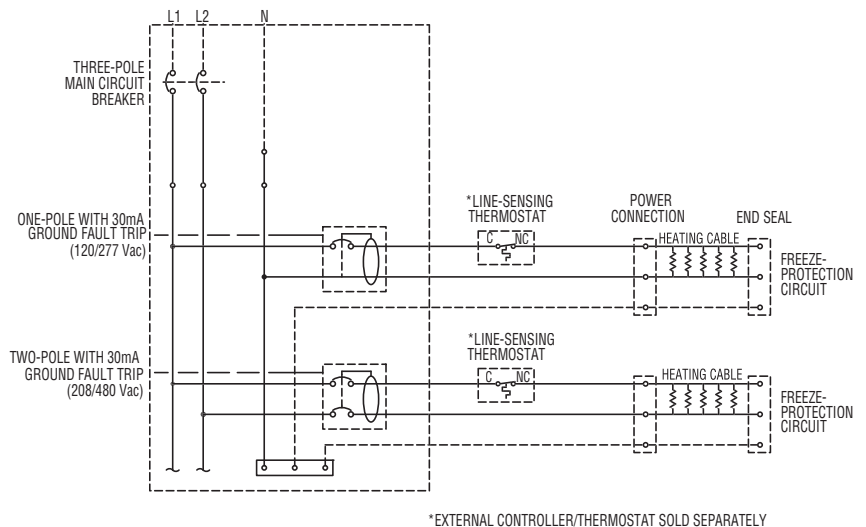 L1 L2 N
THREE-POLE
MAIN CIRCUIT
BREAKER
ONE-POLE WITH 30mA
GROUND FAULT TRIP
(120/277 Vac)
*LINE-SENSING
THERMOSTAT
C NC
POWER
CONNECTION
END SEAL
HEATING CABLE
FREEZE-
PROTECTION
CIRCUIT
TWO-POLE WITH 30mA
GROUND FAULT TRIP
(208/480 Vac)
*LINE-SENSING
THERMOSTAT
C NC
HEATING CABLE
FREEZE-
PROTECTION
CIRCUIT
*EXTERNAL CONTROLLER/THERMOSTAT SOLD SEPARATELY